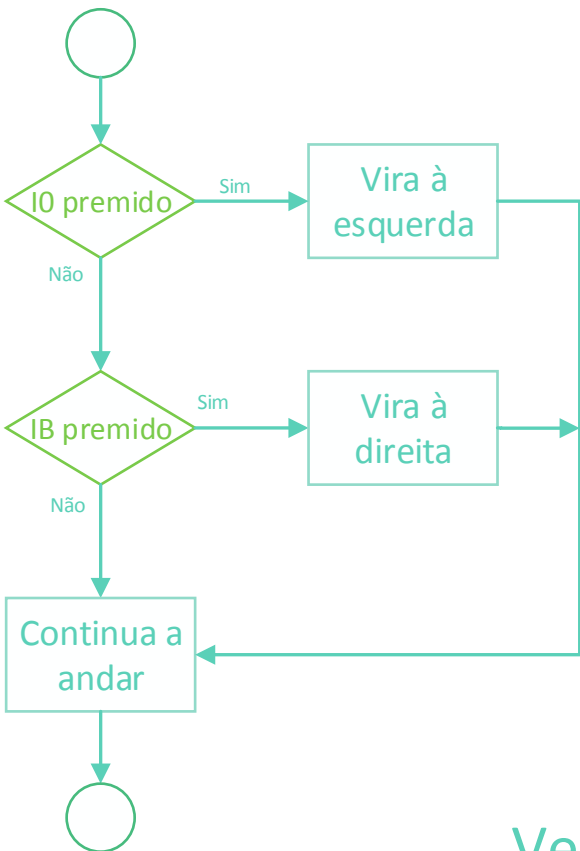 I0 premido
Sim
Vira à
esquerda
Não
IB premido
Sim
Vira à
direita
Não
Continua a
andar